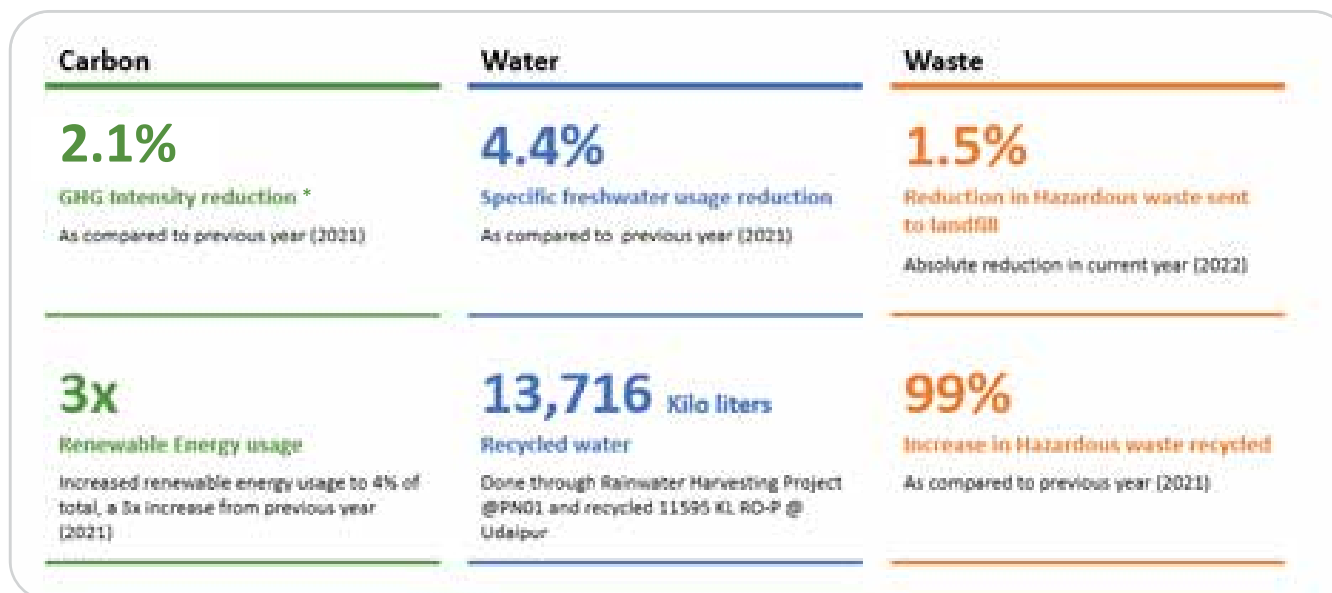 Carbon
2.1%
GHG Intensity reduction *
As compared to previous year (2021)
3x
Renewable Energy usage
Increased renewable energy usage to 4% of
total, a 3x increase from previous year
(2021)
Water
4.4%
Specific freshwater usage reduction
As compared to previous year (2021)
13,716 Kilo liters
Recycled water
Done through Rainwater Harvesting Project
@PN01 and recycled 11595 KL RO-P @
Udaipur
Waste
1.5%
Reduction in Hazardous waste sent
to landfill
Absolute reduction in current year (2022)
99%
Increase in Hazardous waste recycled
As compared to previous year (2021)